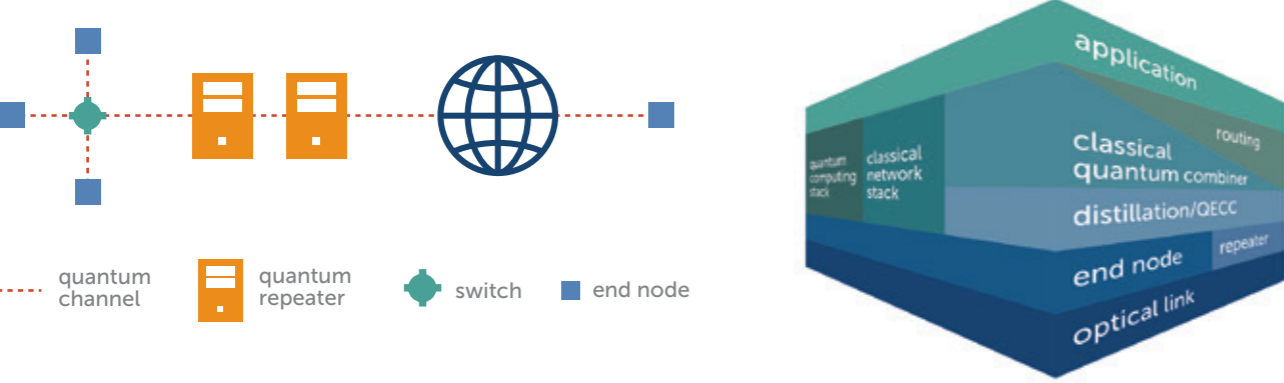 quantum
channel
quantum
repeater
switch
end node
application
routing
quantum
computing
stack
classical
network
stack
classical
quantum combiner
distillation/QECC
end node
repeater
optical link